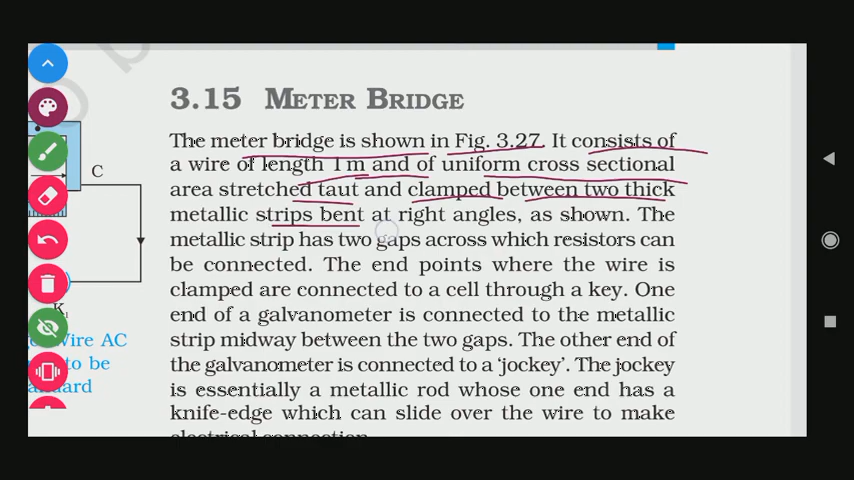 3.15 METER BRIDGE
The meter bridge is shown in Fig. 3.27. It consists of
a wire of length 1 m and of uniform cross sectional
area stretched taut and clamped between two thick
metallic strips bent at right angles, as shown. The
metallic strip has two gaps across which resistors can
be connected. The end points where the wire is
clamped are connected to a cell through a key. One
end of a galvanometer is connected to the metallic
strip midway between the two gaps. The other end of
the galvanometer is connected to a ‘jockey’. The jockey
is essentially a metallic rod whose one end has a
knife-edge which can slide over the wire to make
electrical connection.
C
Wire AC
to be